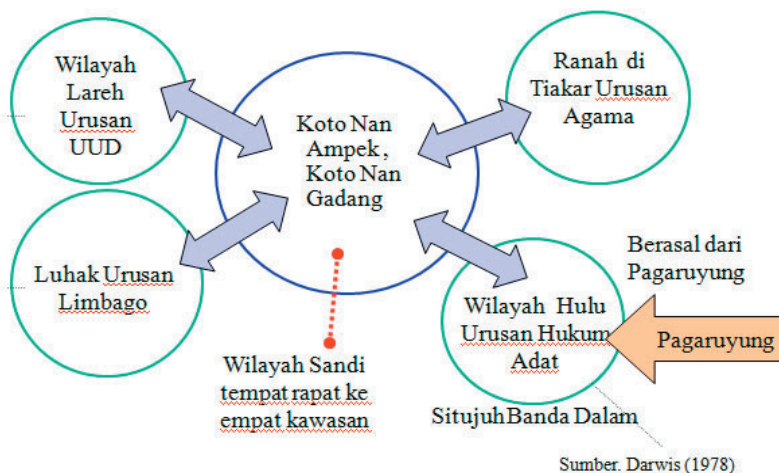 Wilayah
Lareh
Urusan
UUD
Koto Nan
Ampek ,
Koto Nan
Gadang
Ranah di
Tiakar Urusan
Agama
Luhak Urusan
Limbago
Wilayah Hulu
Urusan Hukum
Adat
Berasal dari
Pagaruyung
Pagaruyung
Wilayah Sandi
tempat rapat ke
empat kawasan
Situjuh Banda Dalam
Sumber. Darwis (1978)